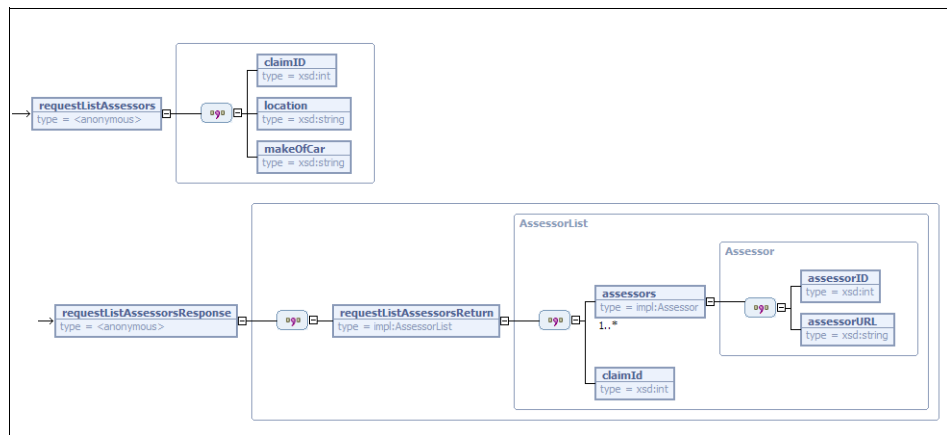 claimID
type = xsd:int
requestListAssessors
type = <anonymous>
location
type = xsd:string
makeOfCar
type = xsd:string
AssessorList
Assessor
assessorID
type = xsd:int
assessors
type = impl:Assessor
1..*
requestListAssessorsResponse
type = <anonymous>
requestListAssessorsReturn
type = impl:AssessorList
assessorURL
type = xsd:string
claimId
type = xsd:int